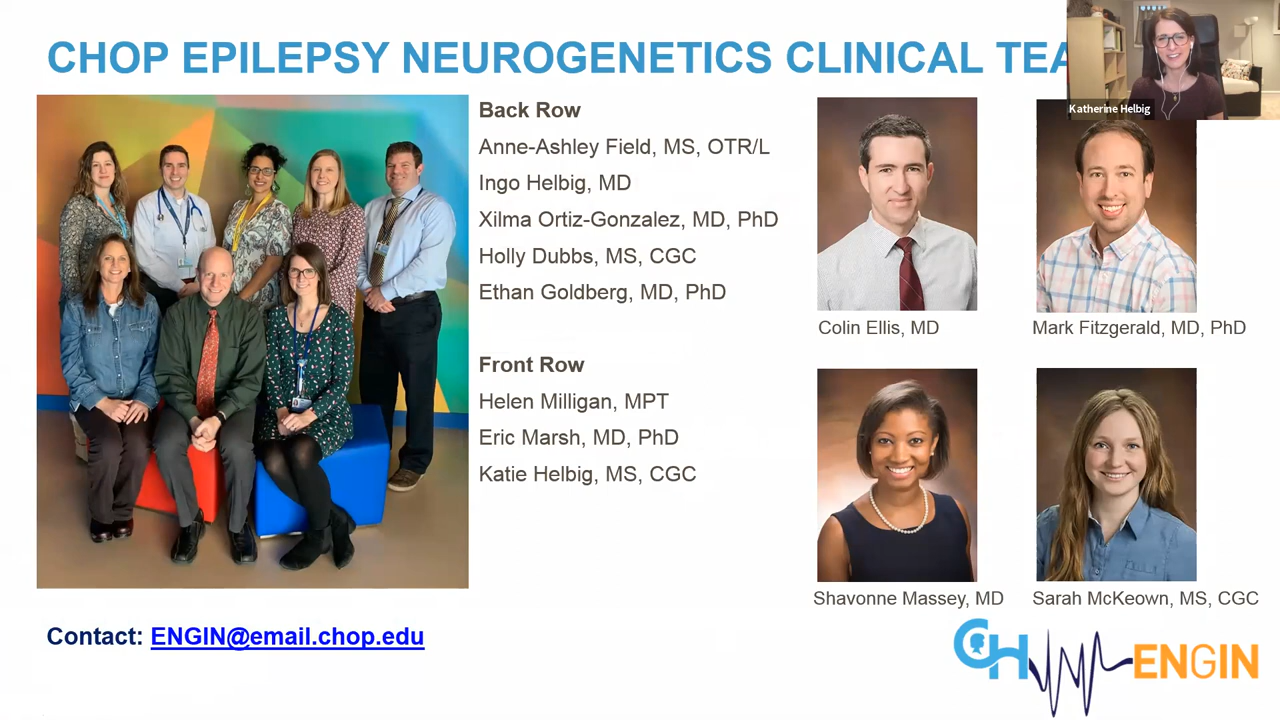 CHOP EPILEPSY NEUROGENETICS CLINICAL TEA
Katherine Helbig
Back Row
Anne-Ashley Field, MS, OTR/L
Ingo Helbig, MD
Xilma Ortiz-Gonzalez, MD, PhD
Holly Dubbs, MS, CGC
Ethan Goldberg, MD, PhD
Front Row
Helen Milligan, MPT
Eric Marsh, MD, PhD
Katie Helbig, MS, CGC
Colin Ellis, MD
Mark Fitzgerald, MD, PhD
Shavonne Massey, MD
Sarah McKeown, MS, CGC
Contact: ENGIN@email.chop.edu
CH ENGIN